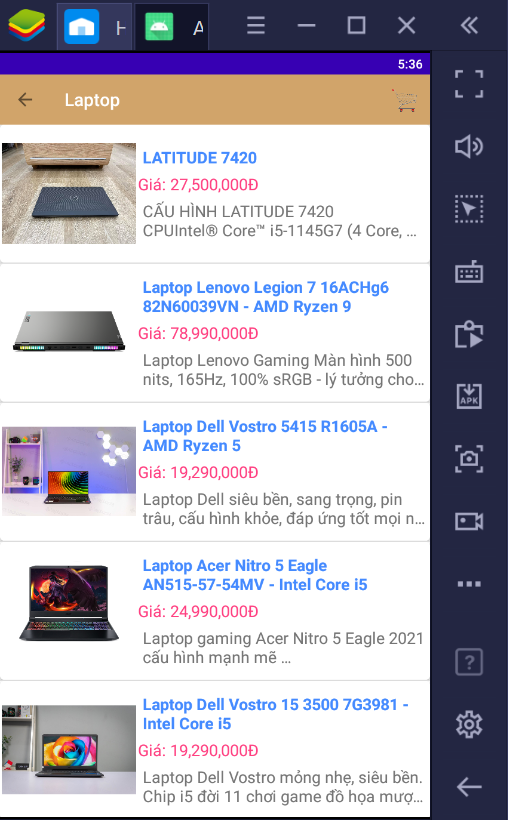 H
A
5:36
Laptop
LATITUDE 7420
Giá: 27,500,000Đ
CẤU HÌNH LATITUDE 7420
CPUIntel® Core™ i5-1145G7 (4 Core, ...
Laptop Lenovo Legion 7 16ACHg6
82N60039VN - AMD Ryzen 9
Giá: 78,990,000Đ
Laptop Lenovo Gaming Màn hình 500
nits, 165Hz, 100% sRGB - lý tưởng cho...
Laptop Dell Vostro 5415 R1605A -
AMD Ryzen 5
Giá: 19,290,000Đ
Laptop Dell siêu bền, sang trọng, pin
trâu, cấu hình khỏe, đáp ứng tốt mọi n...
Laptop Acer Nitro 5 Eagle
AN515-57-54MV - Intel Core i5
Giá: 24,990,000Đ
Laptop gaming Acer Nitro 5 Eagle 2021
cấu hình mạnh mẽ ...
Laptop Dell Vostro 15 3500 7G3981 -
Intel Core i5
Giá: 19,290,000Đ
Laptop Dell Vostro mỏng nhẹ, siêu bền.
Chip i5 đời 11 chơi game đồ họa mượ...
APK
?